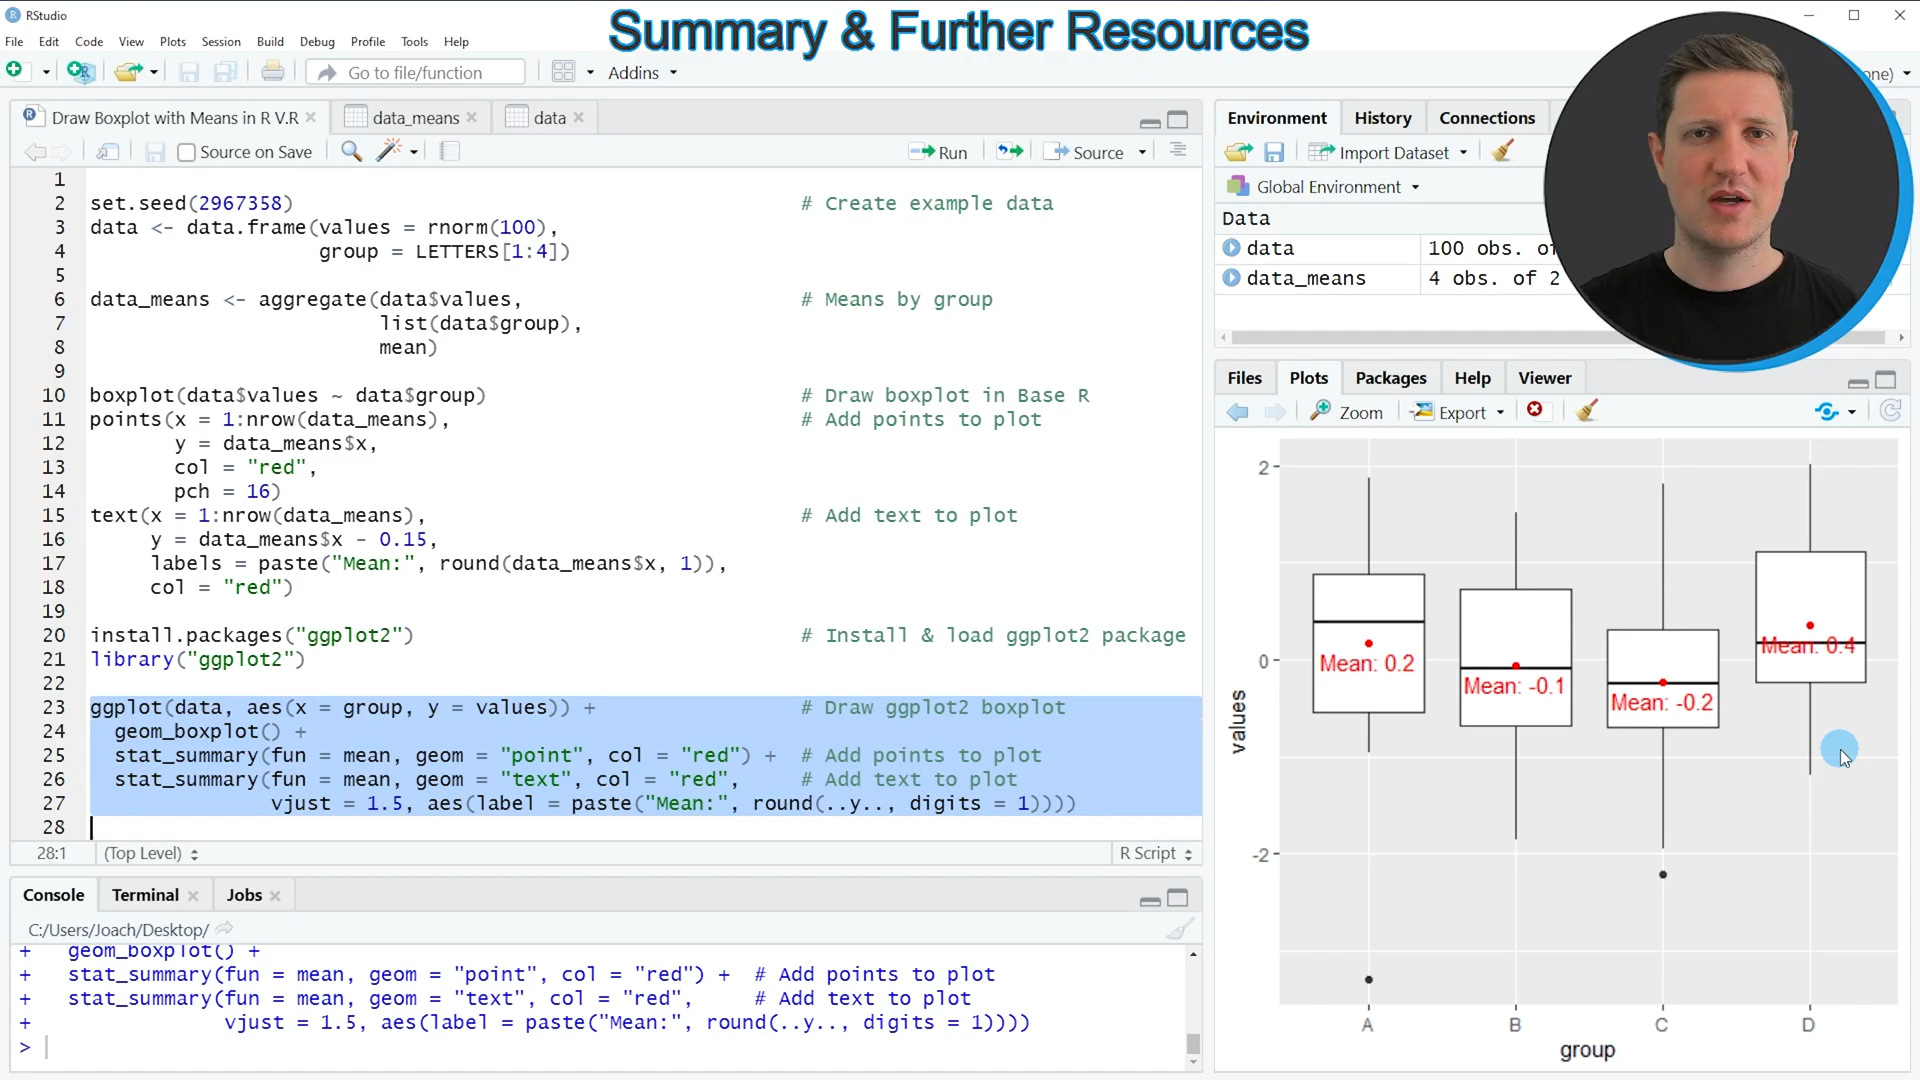 RStudio
Summary & Further Resources
File Edit Code View Plots Session Build Debug Profile Tools Help
Go to file/function Addins
one)
Draw Boxplot with Means in R V.R data_means data
Source on Save Run Source
1
2 set.seed(2967358) # Create example data
3 data <- data.frame(values = rnorm(100),
4 group = LETTERS[1:4])
5
6 data_means <- aggregate(data$values, # Means by group
7 list(data$group),
8 mean)
9
10 boxplot(data$values ~ data$group) # Draw boxplot in Base R
11 points(x = 1:nrow(data_means), # Add points to plot
12 y = data_means$x,
13 col = "red",
14 pch = 16)
15 text(x = 1:nrow(data_means), # Add text to plot
16 y = data_means$x - 0.15,
17 labels = paste("Mean:", round(data_means$x, 1)),
18 col = "red")
19
20 install.packages("ggplot2") # Install & load ggplot2 package
21 library("ggplot2")
22
23 ggplot(data, aes(x = group, y = values)) + # Draw ggplot2 boxplot
24 geom_boxplot() +
25 stat_summary(fun = mean, geom = "point", col = "red") + # Add points to plot
26 stat_summary(fun = mean, geom = "text", col = "red", # Add text to plot
27 vjust = 1.5, aes(label = paste("Mean:", round(..y.., digits = 1))))
28
28:1 (Top Level) R Script
Console Terminal Jobs
C:/Users/Joach/Desktop/
+ geom_boxplot() +
+ stat_summary(fun = mean, geom = "point", col = "red") + # Add points to plot
+ stat_summary(fun = mean, geom = "text", col = "red", # Add text to plot
+ vjust = 1.5, aes(label = paste("Mean:", round(..y.., digits = 1))))
>
Environment History Connections
Import Dataset
Global Environment
Data
data 100 obs. of
data_means 4 obs. of 2
Files Plots Packages Help Viewer
Zoom Export
2
0
-2
values
Mean: 0.2
Mean: -0.1
Mean: -0.2
Mean: 0.4
A B C D
group